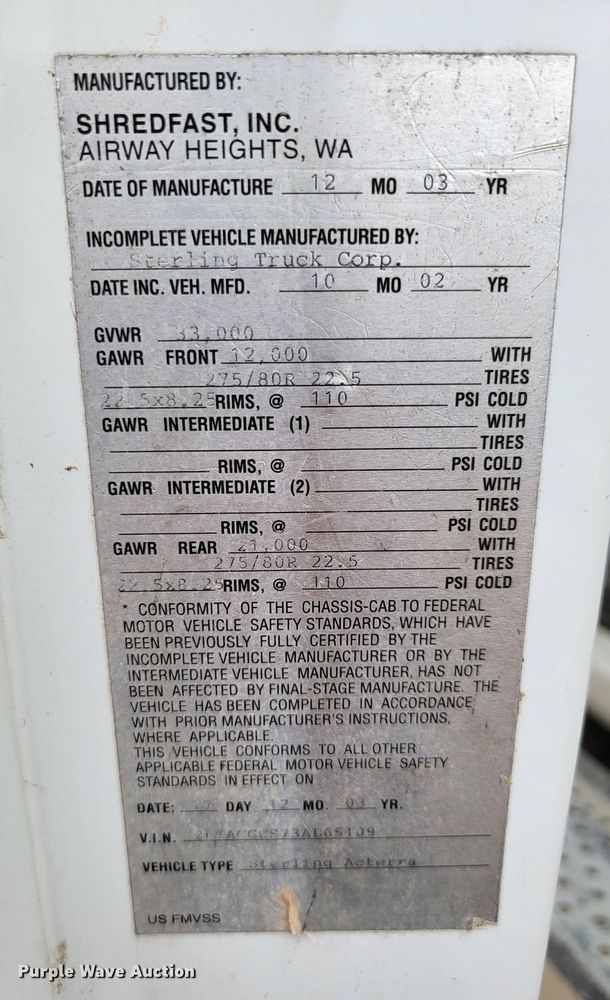 MANUFACTURED BY:
SHREDFAST, INC.
AIRWAY HEIGHTS, WA
DATE OF MANUFACTURE 12 MO 03 YR
INCOMPLETE VEHICLE MANUFACTURED BY:
Sterling Truck Corp.
DATE INC. VEH. MFD. 10 MO 02 YR
GVWR 33,000
GAWR FRONT 12,000 WITH
275/80R 22.5 TIRES
22.5x8.25 RIMS, @ 110 PSI COLD
GAWR INTERMEDIATE (1) WITH
TIRES
RIMS, @ PSI COLD
GAWR INTERMEDIATE (2) WITH
TIRES
RIMS, @ PSI COLD
GAWR REAR 21,000 WITH
275/80R 22.5 TIRES
22.5x8.25 RIMS, @ 110 PSI COLD
* CONFORMITY OF THE CHASSIS-CAB TO FEDERAL
MOTOR VEHICLE SAFETY STANDARDS, WHICH HAVE
BEEN PREVIOUSLY FULLY CERTIFIED BY THE
INCOMPLETE VEHICLE MANUFACTURER OR BY THE
INTERMEDIATE VEHICLE MANUFACTURER, HAS NOT
BEEN AFFECTED BY FINAL-STAGE MANUFACTURE. THE
VEHICLE HAS BEEN COMPLETED IN ACCORDANCE
WITH PRIOR MANUFACTURER'S INSTRUCTIONS,
WHERE APPLICABLE.
THIS VEHICLE CONFORMS TO ALL OTHER
APPLICABLE FEDERAL MOTOR VEHICLE SAFETY
STANDARDS IN EFFECT ON
DATE: DAY 12 MO. 03 YR.
V.I.N.
VEHICLE TYPE Sterling Acterra
US FMVSS
Purple Wave Auction